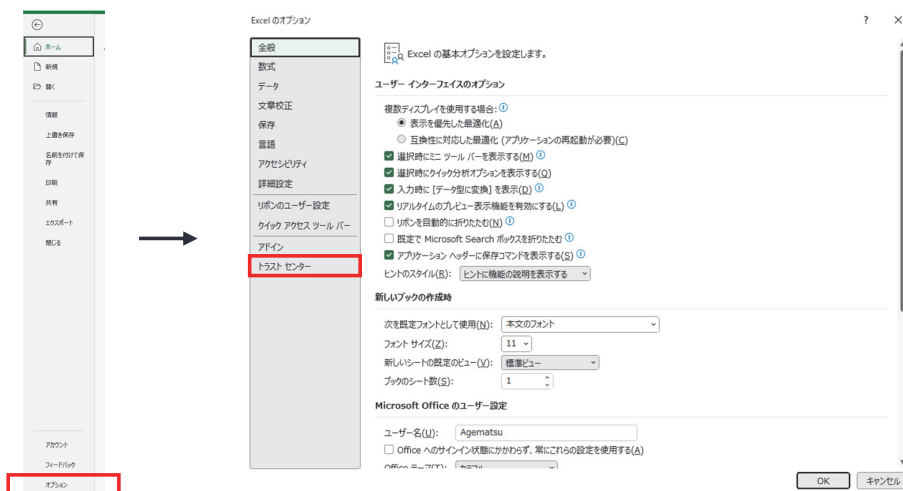 ホーム
新規
開く
情報
上書き保存
名前を付けて保
存
印刷
共有
エクスポート
閉じる
アカウント
フィードバック
オプション
Excel のオプション
? ×
全般
数式
データ
文章校正
保存
言語
アクセシビリティ
詳細設定
リボンのユーザー設定
クイック アクセス ツール バー
アドイン
トラスト センター
Excel の基本オプションを設定します。
ユーザー インターフェイスのオプション
複数ディスプレイを使用する場合:
表示を優先した最適化(A)
互換性に対応した最適化 (アプリケーションの再起動が必要)(C)
選択時にミニ ツール バーを表示する(M)
選択時にクイック分析オプションを表示する(Q)
入力時に [データ型に変換] を表示(D)
リアルタイムのプレビュー表示機能を有効にする(L)
リボンを自動的に折りたたむ(N)
既定で Microsoft Search ボックスを折りたたむ
アプリケーション ヘッダーに保存コマンドを表示する(S)
ヒントのスタイル(R): ヒントに機能の説明を表示する
新しいブックの作成時
次を既定フォントとして使用(N): 本文のフォント
フォント サイズ(Z): 11
新しいシートの既定のビュー(V): 標準ビュー
ブックのシート数(S): 1
Microsoft Office のユーザー設定
ユーザー名(U): Agematsu
Office へのサインイン状態にかかわらず、常にこれらの設定を使用する(A)
Office テーマ(T): カラフル
OK キャンセル